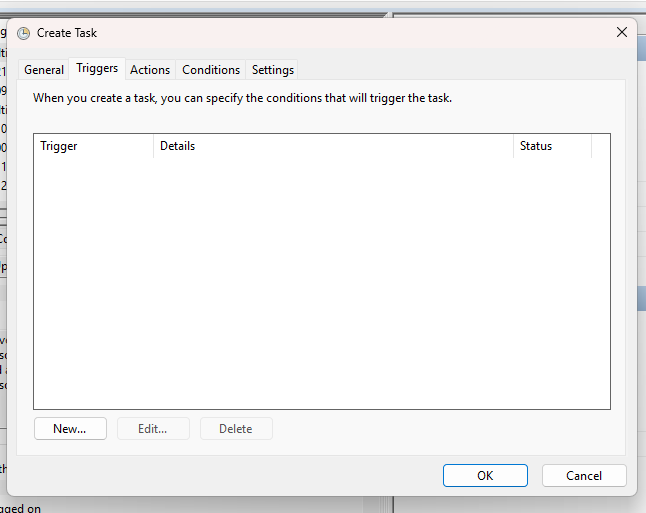 Create Task
General Triggers Actions Conditions Settings
When you create a task, you can specify the conditions that will trigger the task.
Trigger Details Status
New... Edit... Delete
OK Cancel
gged on